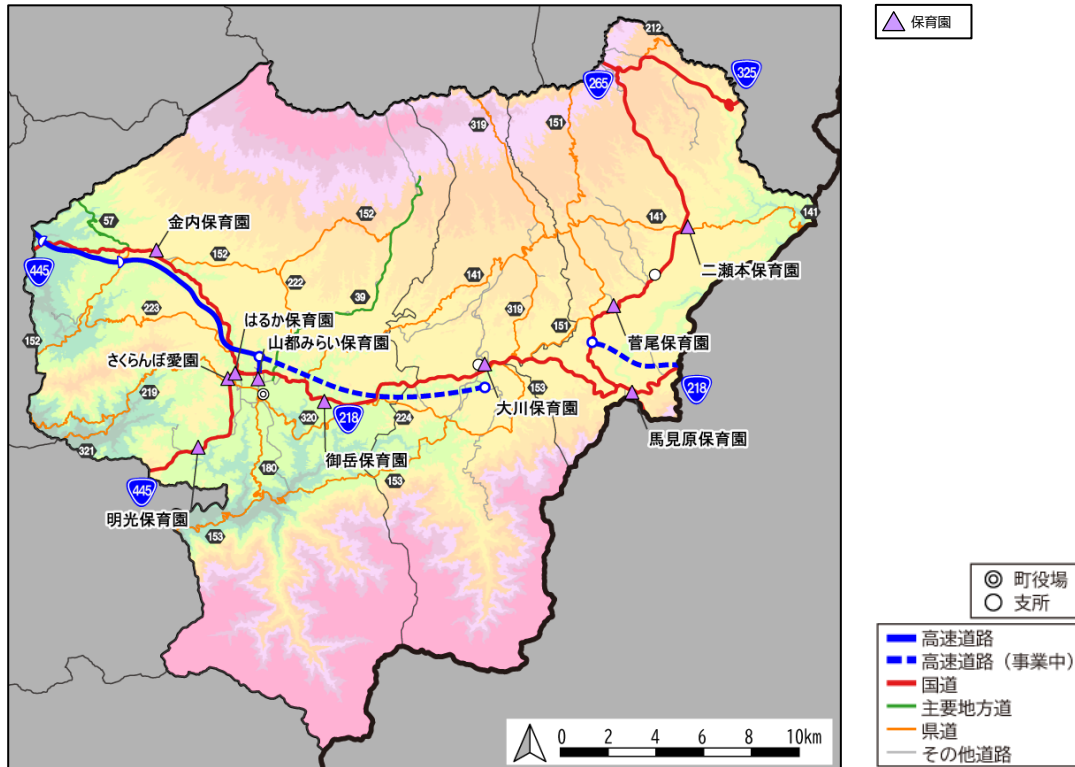 保育園
212
325
265
319
151
57
152
141
141
金内保育園
445
152
222
141
二瀬本保育園
39
223
はるか保育園
319
山都みらい保育園
151
152
菅尾保育園
さくらんぼ愛園
153
218
219
大川保育園
320
218
224
馬見原保育園
321
御岳保育園
180
153
445
明光保育園
153
町役場
支所
高速道路
高速道路（事業中）
国道
主要地方道
県道
その他道路
0 2 4 6 8 10km